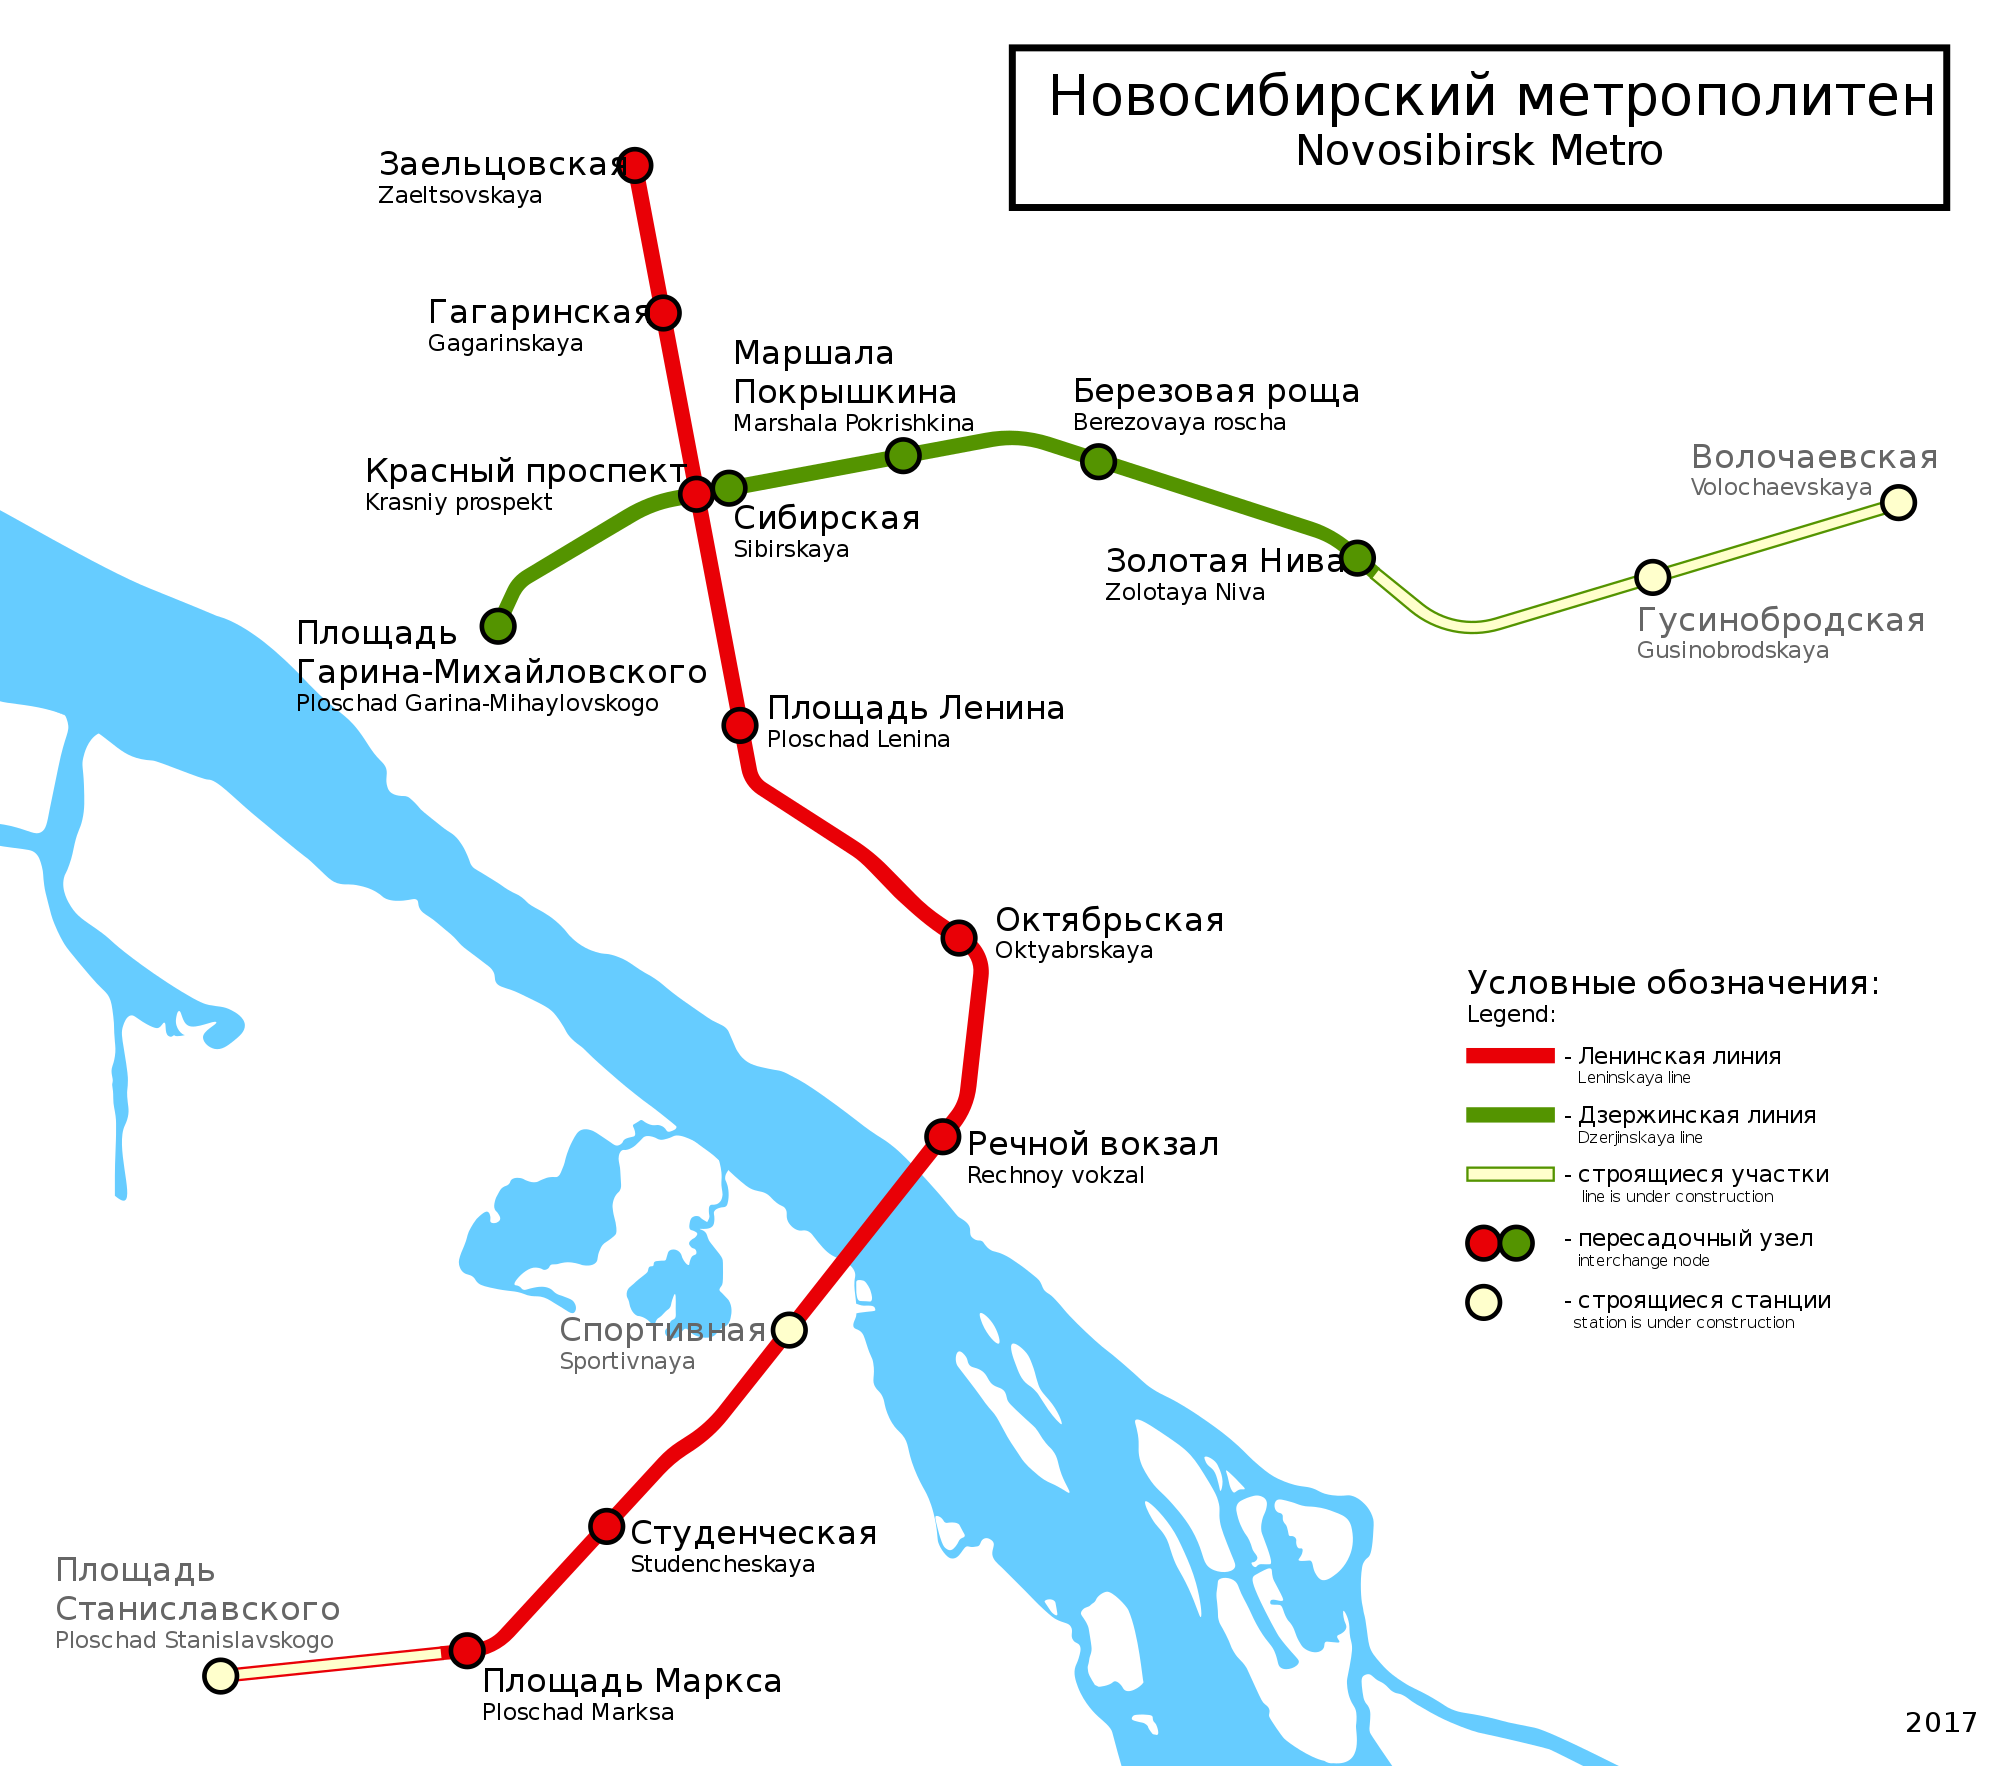 Новосибирский метрополитен
Novosibirsk Metro
Заельцовская
Zaeltsovskaya
Гагаринская
Gagarinskaya
Маршала
Покрышкина
Marshala Pokrishkina
Березовая роща
Berezovaya roscha
Красный проспект
Krasniy prospekt
Сибирская
Sibirskaya
Волочаевская
Volochaevskaya
Золотая Нива
Zolotaya Niva
Гусинобродская
Gusinobrodskaya
Площадь
Гарина-Михайловского
Ploschad Garina-Mihaylovskogo
Площадь Ленина
Ploschad Lenina
Октябрьская
Oktyabrskaya
Речной вокзал
Rechnoy vokzal
Спортивная
Sportivnaya
Студенческая
Studencheskaya
Площадь
Станиславского
Ploschad Stanislavskogo
Площадь Маркса
Ploschad Marksa
Условные обозначения:
Legend:
- Ленинская линия
Leninskaya line
- Дзержинская линия
Dzerjinskaya line
- строящиеся участки
line is under construction
- пересадочный узел
interchange node
- строящиеся станции
station is under construction
2017